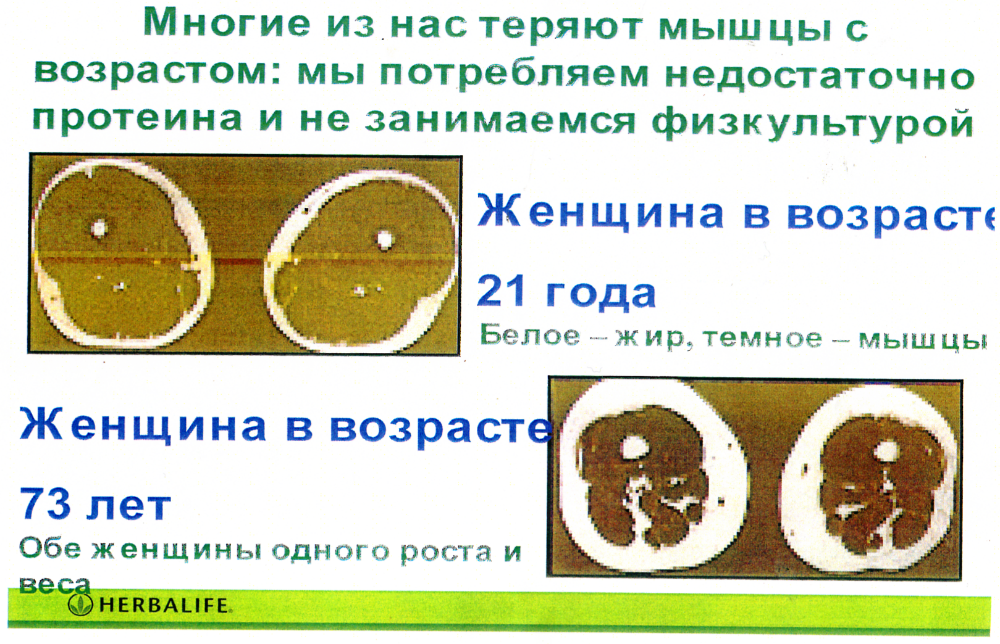 Многие из нас теряют мышцы с
возрастом: мы потребляем недостаточно
протеина и не занимаемся физкультурой
Женщина в возрасте
21 года
Белое – жир, темное – мышцы
Женщина в возрасте
73 лет
Обе женщины одного роста и
веса
HERBALIFE